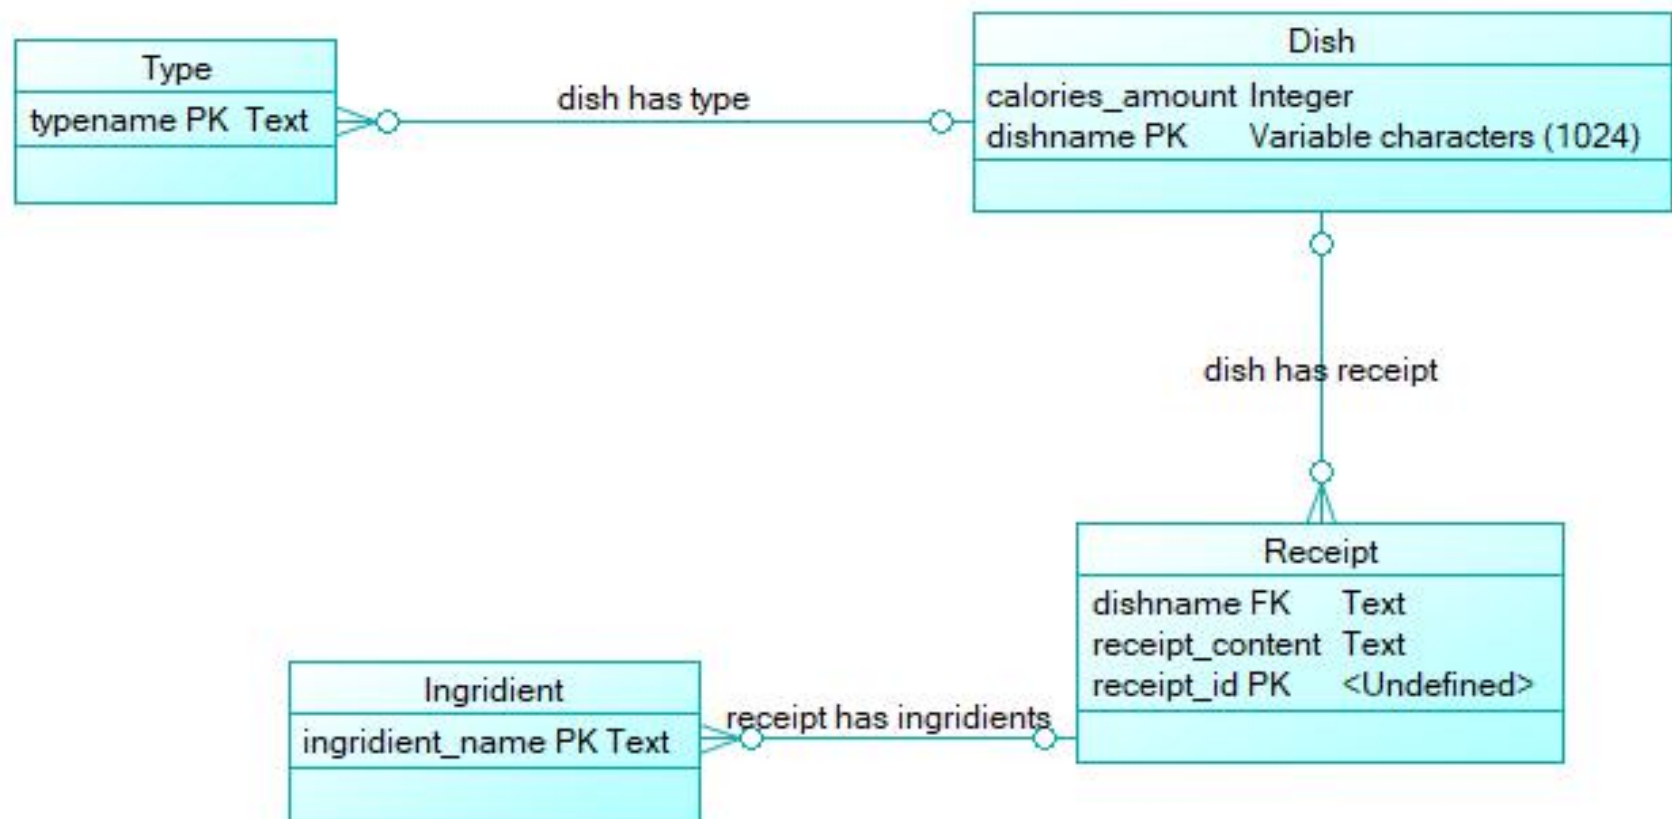 Type
typename PK Text
dish has type
Dish
calories_amount Integer
dishname PK Variable characters (1024)
dish has receipt
Receipt
dishname FK Text
receipt_content Text
receipt_id PK <Undefined>
receipt has ingridients
Ingridient
ingridient_name PK Text